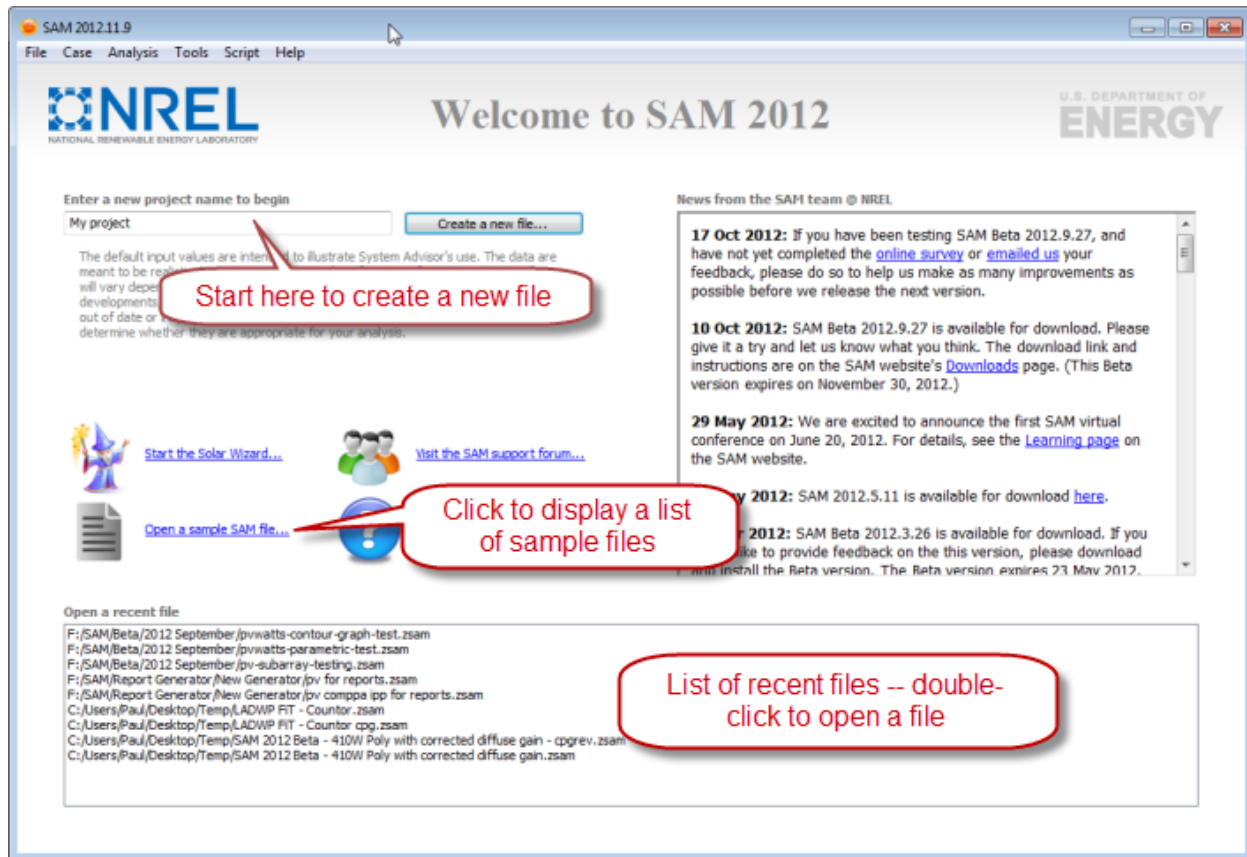 SAM 2012.11.9
File Case Analysis Tools Script Help
NREL
NATIONAL RENEWABLE ENERGY LABORATORY
Welcome to SAM 2012
U.S. DEPARTMENT OF
ENERGY
Enter a new project name to begin
My project
Create a new file...
The default input values are intended to illustrate System Advisor's use. The data are
meant to be
will vary
developments
out of date or
determine whether they are appropriate for your analysis.
Start here to create a new file
Start the Solar Wizard...
Visit the SAM support forum...
Open a sample SAM file...
?
Click to display a list
of sample files
News from the SAM team @ NREL
17 Oct 2012: If you have been testing SAM Beta 2012.9.27, and
have not yet completed the online survey or emailed us your
feedback, please do so to help us make as many improvements as
possible before we release the next version.
10 Oct 2012: SAM Beta 2012.9.27 is available for download. Please
give it a try and let us know what you think. The download link and
instructions are on the SAM website's Downloads page. (This Beta
version expires on November 30, 2012.)
29 May 2012: We are excited to announce the first SAM virtual
conference on June 20, 2012. For details, see the Learning page on
the SAM website.
2012: SAM 2012.5.11 is available for download here.
2012: SAM Beta 2012.3.26 is available for download. If you
to provide feedback on the this version, please download
and install the Beta version. The Beta version expires 23 May 2012.
Open a recent file
F:/SAM/Beta/2012 September/pvwatts-contour-graph-test.zsam
F:/SAM/Beta/2012 September/pvwatts-parametric-test.zsam
F:/SAM/Beta/2012 September/pv-subarray-testing.zsam
F:/SAM/Report Generator/New Generator/pv for reports.zsam
F:/SAM/Report Generator/New Generator/pv comppa ipp for reports.zsam
C:/Users/Paul/Desktop/Temp/LADWP FiT - Countor.zsam
C:/Users/Paul/Desktop/Temp/LADWP FiT - Countor cpg.zsam
C:/Users/Paul/Desktop/Temp/SAM 2012 Beta - 410W Poly with corrected diffuse gain - cpgrev.zsam
C:/Users/Paul/Desktop/Temp/SAM 2012 Beta - 410W Poly with corrected diffuse gain.zsam
List of recent files -- double-
click to open a file